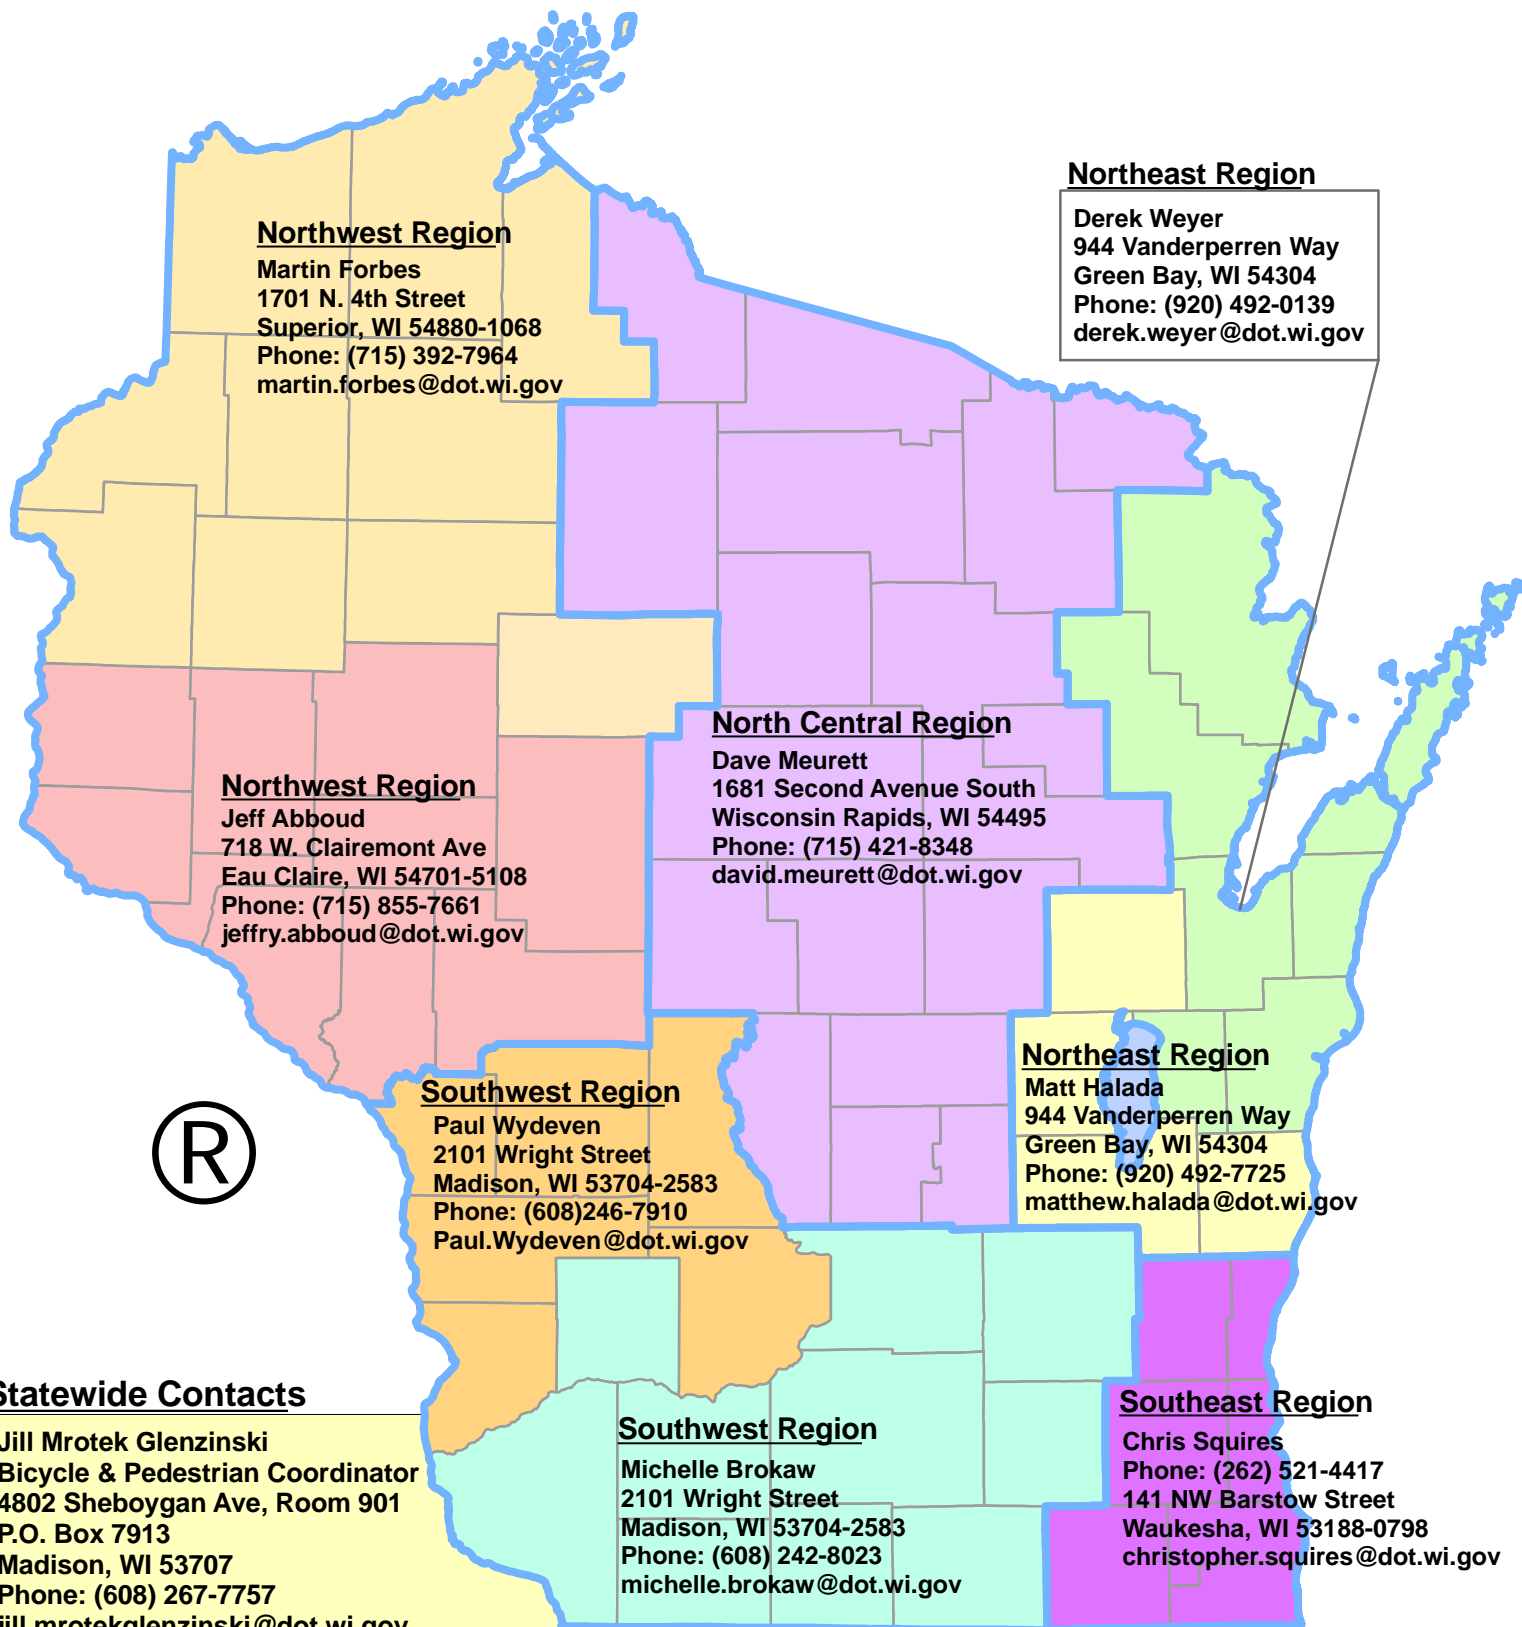 Northeast Region
Derek Weyer
944 Vanderperren Way
Green Bay, WI 54304
Phone: (920) 492-0139
derek.weyer@dot.wi.gov
Northwest Region
Martin Forbes
1701 N. 4th Street
Superior, WI 54880-1068
Phone: (715) 392-7964
martin.forbes@dot.wi.gov
North Central Region
Dave Meurett
1681 Second Avenue South
Wisconsin Rapids, WI 54495
Phone: (715) 421-8348
david.meurett@dot.wi.gov
Northwest Region
Jeff Abboud
718 W. Clairemont Ave
Eau Claire, WI 54701-5108
Phone: (715) 855-7661
jeffry.abboud@dot.wi.gov
Northeast Region
Matt Halada
944 Vanderperren Way
Green Bay, WI 54304
Phone: (920) 492-7725
matthew.halada@dot.wi.gov
Southwest Region
Paul Wydeven
2101 Wright Street
Madison, WI 53704-2583
Phone: (608)246-7910
Paul.Wydeven@dot.wi.gov
®
Statewide Contacts
Jill Mrotek Glenzinski
Bicycle & Pedestrian Coordinator
4802 Sheboygan Ave, Room 901
P.O. Box 7913
Madison, WI 53707
Phone: (608) 267-7757
jill.mrotekglenzinski@dot.wi.gov
Southwest Region
Michelle Brokaw
2101 Wright Street
Madison, WI 53704-2583
Phone: (608) 242-8023
michelle.brokaw@dot.wi.gov
Southeast Region
Chris Squires
Phone: (262) 521-4417
141 NW Barstow Street
Waukesha, WI 53188-0798
christopher.squires@dot.wi.gov